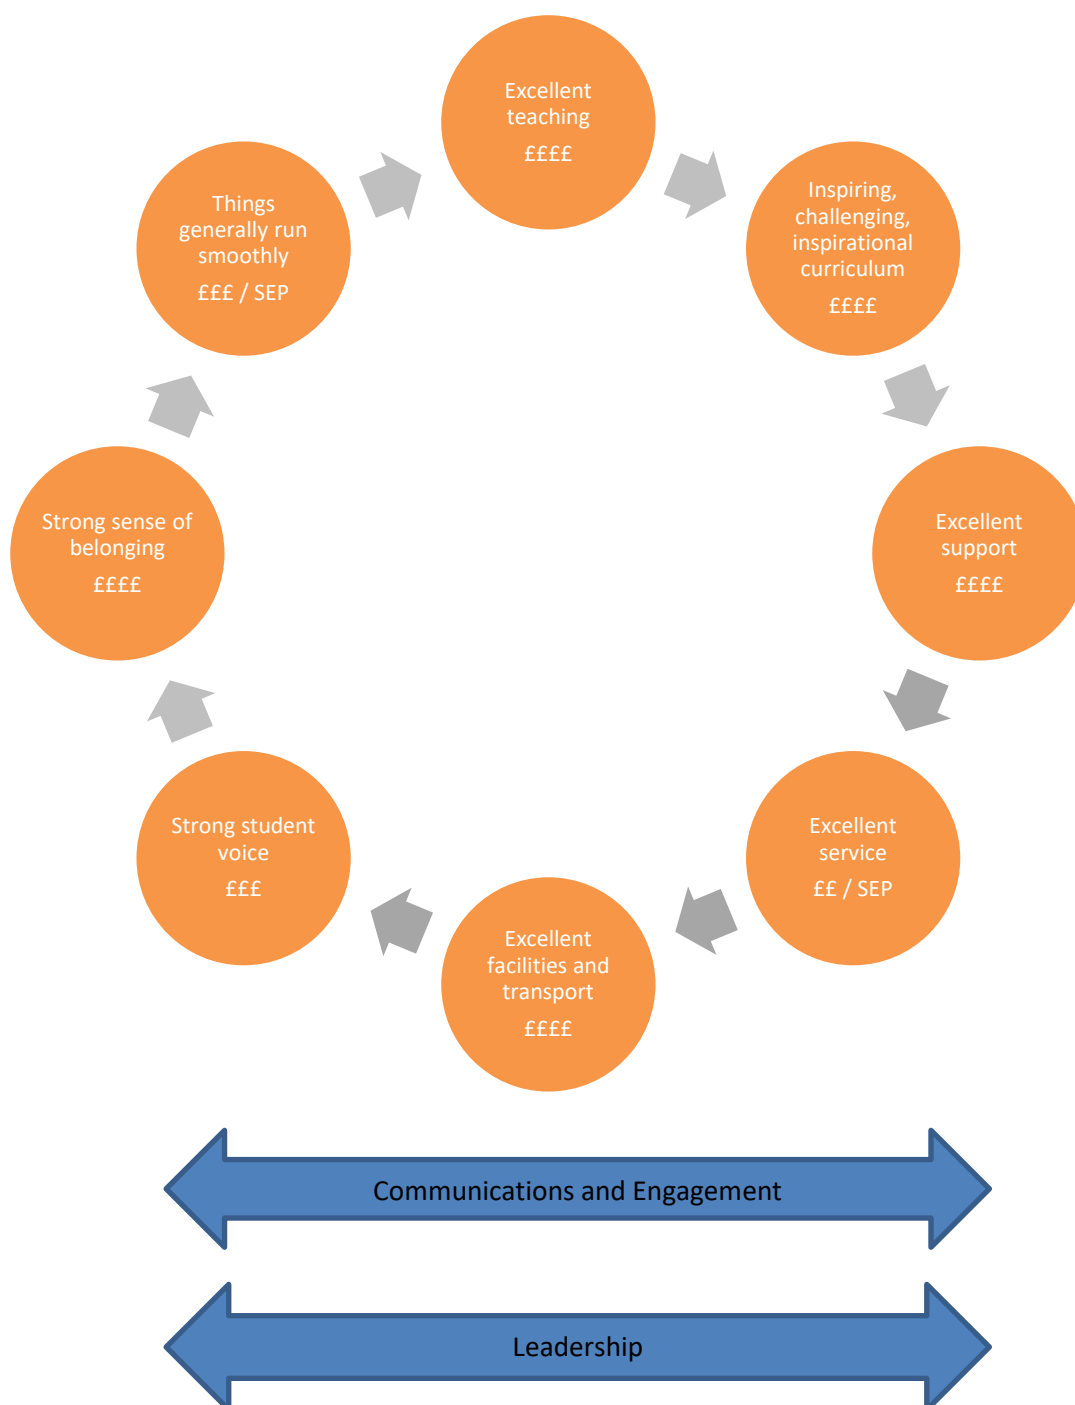 Excellent
teaching
££££
Inspiring,
challenging,
inspirational
curriculum
££££
Excellent
support
££££
Excellent
service
££ / SEP
Excellent
facilities and
transport
££££
Strong student
voice
£££
Strong sense of
belonging
££££
Things
generally run
smoothly
£££ / SEP
Communications and Engagement
Leadership